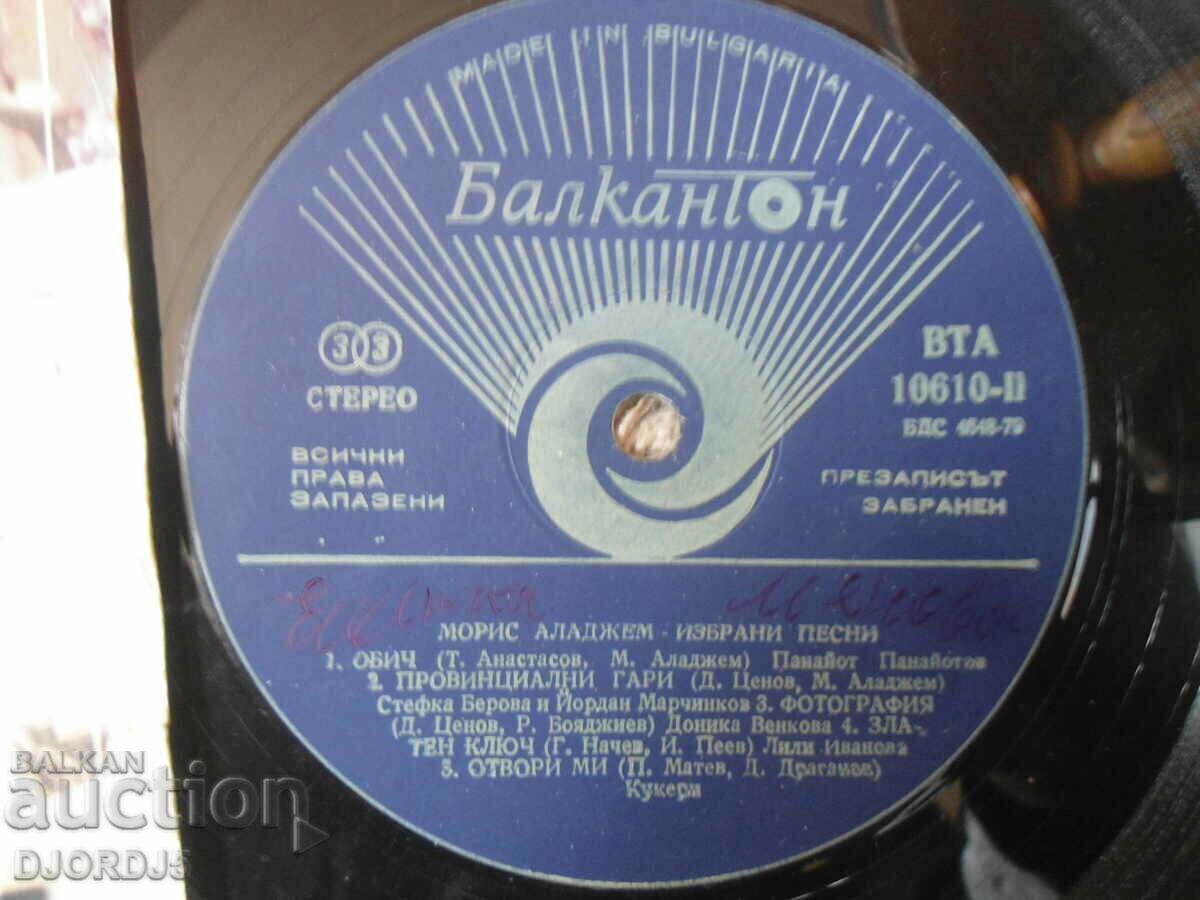 MADE IN BULGARIA
Балкантон
33
СТЕРЕО
ВСИЧКИ
ПРАВА
ЗАПАЗЕНИ
ВТА
10610-II
БДС 4648-79
ПРЕЗАПИСЪТ
ЗАБРАНЕН
МОРИС АЛАДЖЕМ - ИЗБРАНИ ПЕСНИ
1. ОБИЧ (Т. Анастасов, М. Аладжем) Панайот Панайотов
2. ПРОВИНЦИАЛНИ ГАРИ (Д. Ценов, М. Аладжем)
Стефка Берова и Йордан Марчинков 3. ФОТОГРАФИЯ
(Д. Ценов, Р. Бояджиев) Доника Венкова 4. ЗЛА-
ТЕН КЛЮЧ (Г. Начев, И. Пеев) Лили Иванова
5. ОТВОРИ МИ (П. Матев, Д. Драганов)
Кукери
BALKAN
auction
DJORDJ5